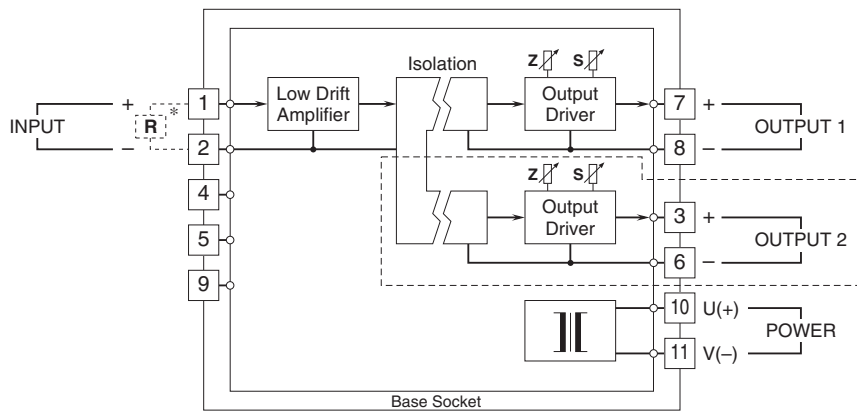 Isolation
Z
S
1
+
Low Drift
Amplifier
Output
Driver
7
+
INPUT
R
*
OUTPUT 1
–
2
8
–
Z
S
4
Output
Driver
3
+
5
OUTPUT 2
6
–
9
10
U(+)
POWER
11
V(–)
Base Socket